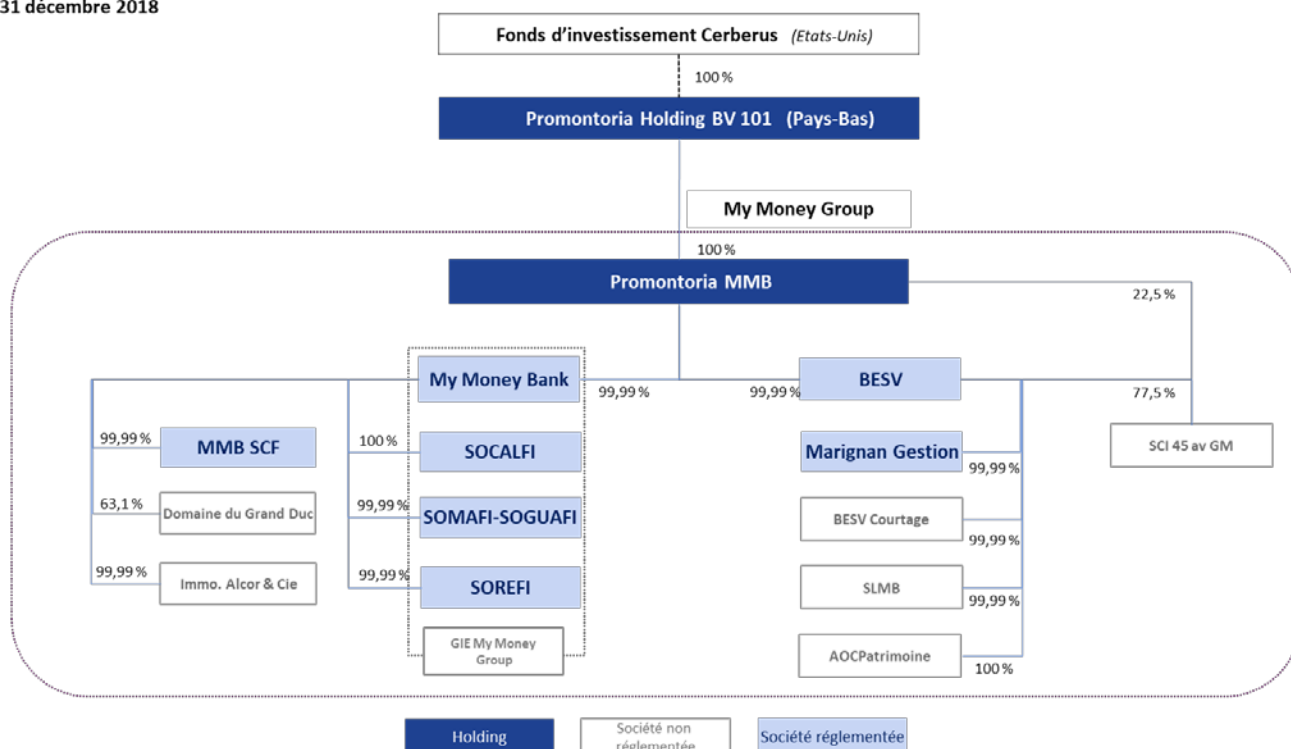 31 décembre 2018
Fonds d'investissement Cerberus (Etats-Unis)
100 %
Promontoria Holding BV 101 (Pays-Bas)
My Money Group
100 %
Promontoria MMB
22,5 %
My Money Bank
99,99 %
99,99 %
BESV
77,5 %
99,99 %
MMB SCF
100 %
SOCALFI
Marignan Gestion
99,99 %
SCI 45 av GM
63,1 %
Domaine du Grand Duc
99,99 %
SOMAFI-SOGUAFI
BESV Courtage
99,99 %
99,99 %
Immo. Alcor & Cie
99,99 %
SOREFI
SLMB
99,99 %
GIE My Money
Group
AOCPatrimoine
100 %
Holding
Société non
réglementée
Société réglementée